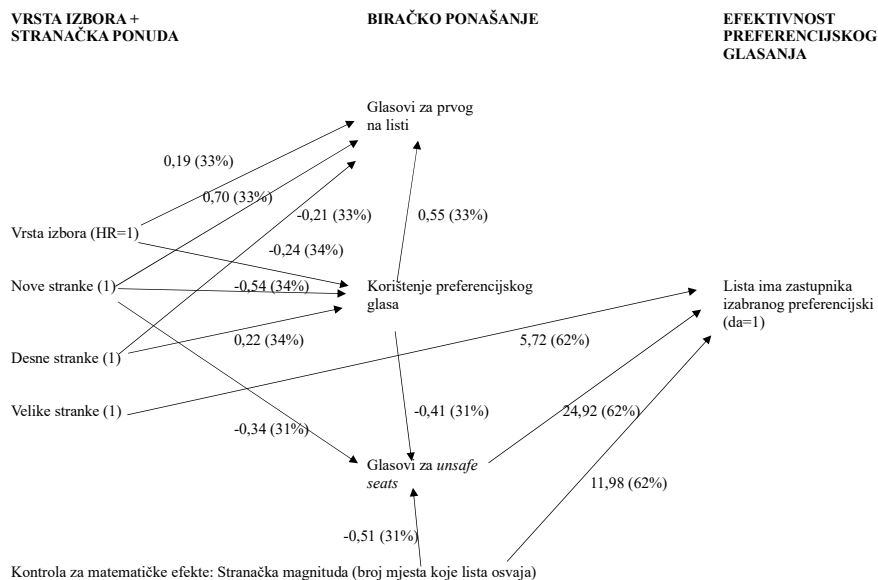 VRSTA IZBORA +
STRANAČKA PONUDA
BIRAČKO PONAŠANJE
EFEKTIVNOST
PREFERENCIJSKOG
GLASANJA
Glasovi za prvog
na listi
0,19 (33%)
0,70 (33%)
-0,21 (33%)
0,55 (33%)
Vrsta izbora (HR=1)
-0,24 (34%)
Nove stranke (1)
-0,54 (34%)
Korištenje preferencijskog
glasa
Lista ima zastupnika
izabranog preferencijski
(da=1)
0,22 (34%)
5,72 (62%)
Desne stranke (1)
Velike stranke (1)
-0,41 (31%)
24,92 (62%)
-0,34 (31%)
Glasovi za unsafe
seats
11,98 (62%)
-0,51 (31%)
Kontrola za matematičke efekte: Stranačka magnituda (broj mjesta koje lista osvaja)